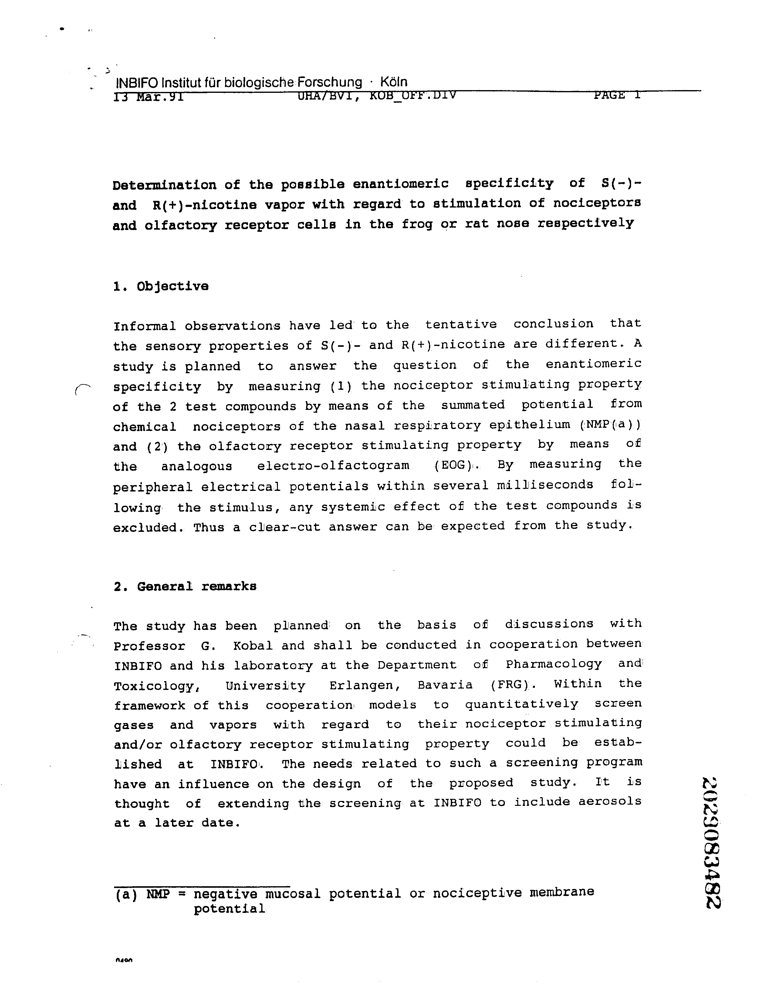 INBIFO Institut für biologische Forschung · Köln
13 Mar.91 UHA/BVI, KOB_OFF.DIV PAGE 1
Determination of the possible enantiomeric specificity of S(-)-
and R(+)-nicotine vapor with regard to stimulation of nociceptors
and olfactory receptor cells in the frog or rat nose respectively
1. Objective
Informal observations have led to the tentative conclusion that
the sensory properties of S(-)- and R(+)-nicotine are different. A
study is planned to answer the question of the enantiomeric
specificity by measuring (1) the nociceptor stimulating property
of the 2 test compounds by means of the summated potential from
chemical nociceptors of the nasal respiratory epithelium (NMP(a))
and (2) the olfactory receptor stimulating property by means of
the analogous electro-olfactogram (EOG). By measuring the
peripheral electrical potentials within several milliseconds fol-
lowing the stimulus, any systemic effect of the test compounds is
excluded. Thus a clear-cut answer can be expected from the study.
2. General remarks
The study has been planned on the basis of discussions with
Professor G. Kobal and shall be conducted in cooperation between
INBIFO and his laboratory at the Department of Pharmacology and
Toxicology, University Erlangen, Bavaria (FRG). Within the
framework of this cooperation models to quantitatively screen
gases and vapors with regard to their nociceptor stimulating
and/or olfactory receptor stimulating property could be estab-
lished at INBIFO. The needs related to such a screening program
have an influence on the design of the proposed study. It is
thought of extending the screening at INBIFO to include aerosols
at a later date.
(a) NMP = negative mucosal potential or nociceptive membrane
potential
2029083482